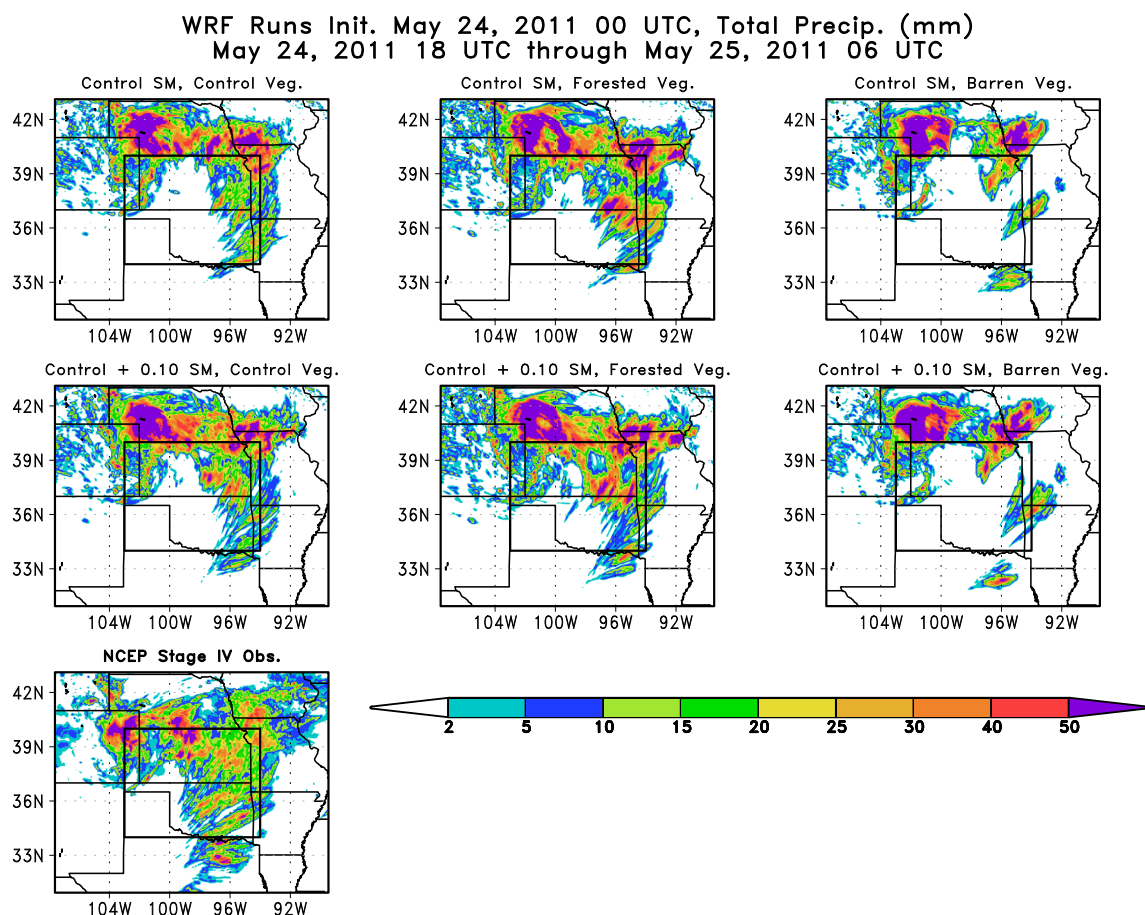 WRF Runs Init. May 24, 2011 00 UTC, Total Precip. (mm)
May 24, 2011 18 UTC through May 25, 2011 06 UTC
Control SM, Control Veg.
42N
39N
36N
33N
104W 100W 96W 92W
Control SM, Forested Veg.
42N
39N
36N
33N
104W 100W 96W 92W
Control SM, Barren Veg.
42N
39N
36N
33N
104W 100W 96W 92W
Control + 0.10 SM, Control Veg.
42N
39N
36N
33N
104W 100W 96W 92W
Control + 0.10 SM, Forested Veg.
42N
39N
36N
33N
104W 100W 96W 92W
Control + 0.10 SM, Barren Veg.
42N
39N
36N
33N
104W 100W 96W 92W
NCEP Stage IV Obs.
42N
39N
36N
33N
104W 100W 96W 92W
2 5 10 15 20 25 30 40 50